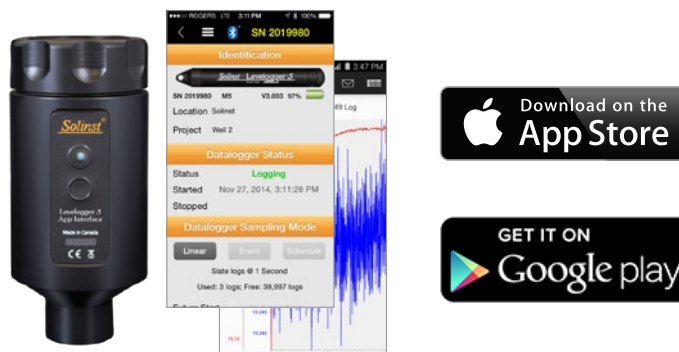 Solinst®
Levelogger 5
App Interface
Made in Canada
CE
ROGERS LTE 3:11 PM 100%
SN 2019980
Identification
Solinst Levelogger 5
SN 2019980 M5 V3.003 97%
Location Solinst
Project Well 2
Datalogger Status
Status Logging
Started Nov 27, 2014, 3:11:28 PM
Stopped
Datalogger Sampling Mode
Linear Event Schedule
Slate logs @ 1 Second
Used: 3 logs; Free: 39,997 logs
3:47 PM
49 Log
Download on the
App Store
GET IT ON
Google play